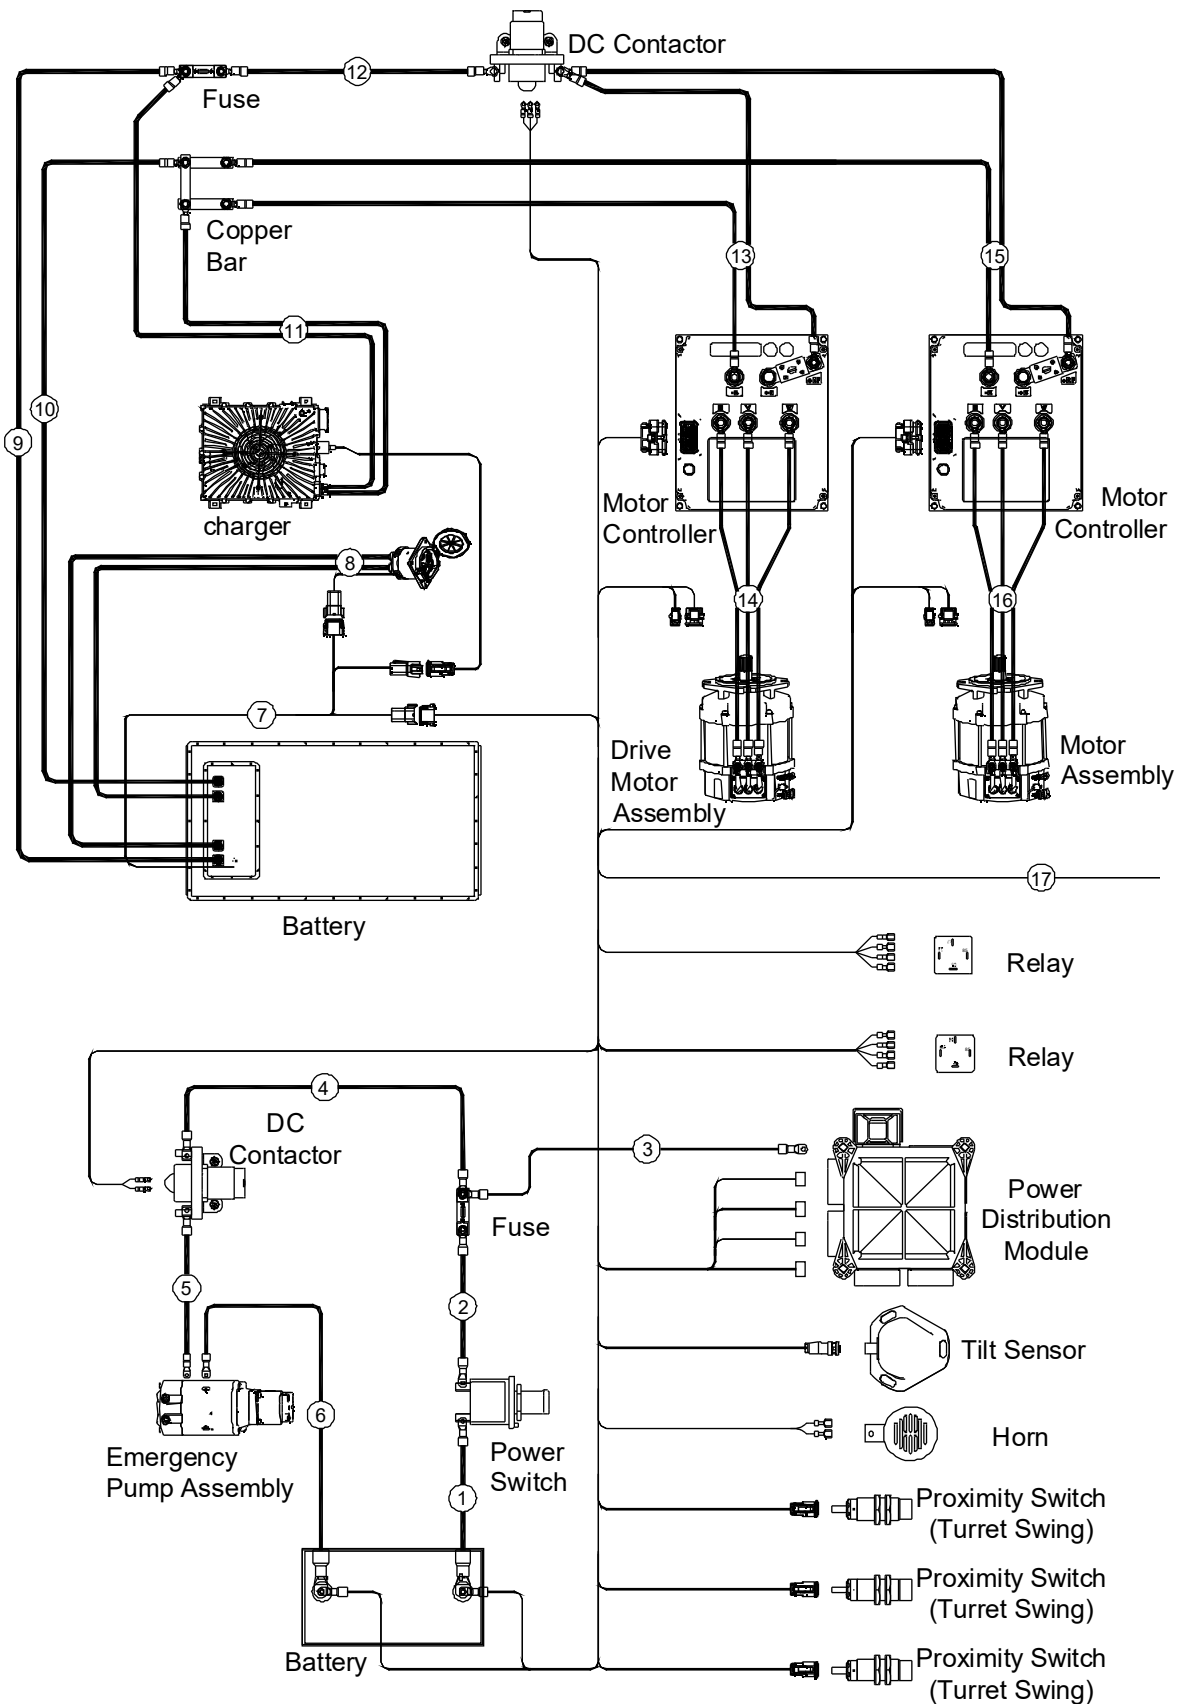 DC Contactor
12
Fuse
Copper
Bar
13
15
11
10
9
charger
Motor
Controller
Motor
Controller
8
14
16
7
Drive
Motor
Assembly
Motor
Assembly
17
Battery
Relay
Relay
4
DC
Contactor
3
Fuse
Power
Distribution
Module
5
2
Tilt Sensor
6
Emergency
Pump Assembly
Power
Switch
Horn
1
Proximity Switch
(Turret Swing)
Proximity Switch
(Turret Swing)
Battery
Proximity Switch
(Turret Swing)